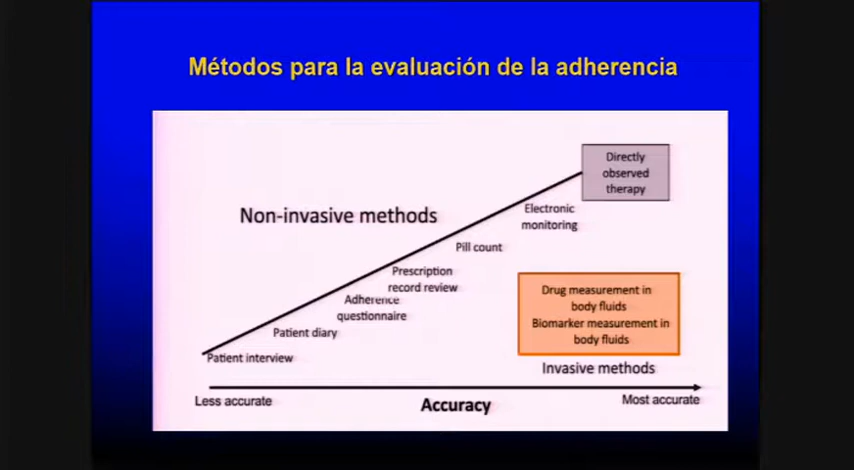 Métodos para la evaluación de la adherencia
Directly
observed
therapy
Non-invasive methods
Electronic
monitoring
Pill count
Prescription
record review
Adherence
questionnaire
Patient diary
Patient interview
Drug measurement in
body fluids
Biomarker measurement in
body fluids
Invasive methods
Less accurate
Accuracy
Most accurate